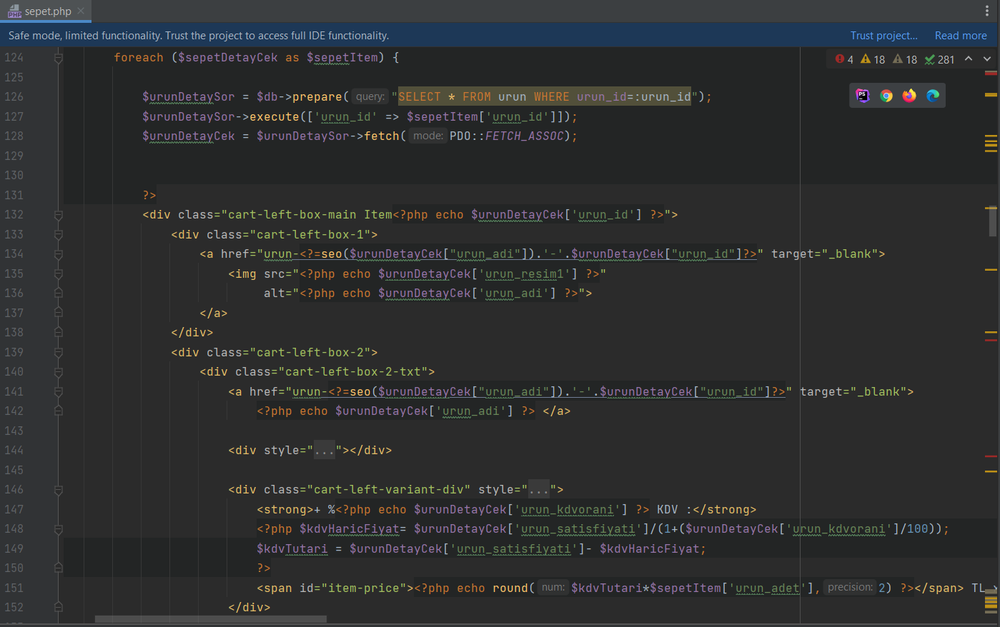 sepet.php
Safe mode, limited functionality. Trust the project to access full IDE functionality. Trust project... Read more
124 foreach ($sepetDetayCek as $sepetItem) {
4 18 18 281
125
126 $urunDetaySor = $db->prepare( query: "SELECT * FROM urun WHERE urun_id=:urun_id");
127 $urunDetaySor->execute(['urun_id' => $sepetItem['urun_id']]);
128 $urunDetayCek = $urunDetaySor->fetch( mode: PDO::FETCH_ASSOC);
129
130
131 ?>
132 <div class="cart-left-box-main Item<?php echo $urunDetayCek['urun_id'] ?>">
133 <div class="cart-left-box-1">
134 <a href="urun-<?=seo($urunDetayCek["urun_adi"]).'-'.$urunDetayCek["urun_id"]?>" target="_blank">
135 <img src="<?php echo $urunDetayCek['urun_resim1'] ?>"
136 alt="<?php echo $urunDetayCek['urun_adi'] ?>">
137 </a>
138 </div>
139 <div class="cart-left-box-2">
140 <div class="cart-left-box-2-txt">
141 <a href="urun-<?=seo($urunDetayCek["urun_adi"]).'-'.$urunDetayCek["urun_id"]?>" target="_blank">
142 <?php echo $urunDetayCek['urun_adi'] ?> </a>
143
144 <div style="..."></div>
145
146 <div class="cart-left-variant-div" style="...">
147 <strong>+ %<?php echo $urunDetayCek['urun_kdvorani'] ?> KDV :</strong>
148 <?php $kdvHaricFiyat= $urunDetayCek['urun_satisfiyati']/(1+($urunDetayCek['urun_kdvorani']/100));
149 $kdvTutari = $urunDetayCek['urun_satisfiyati']- $kdvHaricFiyat;
150 ?>
151 <span id="item-price"><?php echo round( num: $kdvTutari*$sepetItem['urun_adet'], precision: 2) ?></span> TL
152 </div>